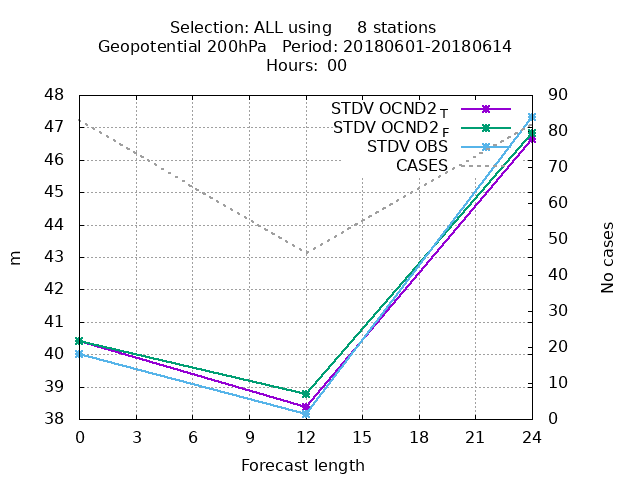 Selection: ALL using     8 stations
Geopotential 200hPa   Period: 20180601-20180614
Hours:  00
48
47
46
45
44
43
42
41
40
39
38
90
80
70
60
50
40
30
20
10
0
0 3 6 9 12 15 18 21 24
m
No cases
Forecast length
STDV OCND2 T
STDV OCND2 F
STDV OBS
CASES